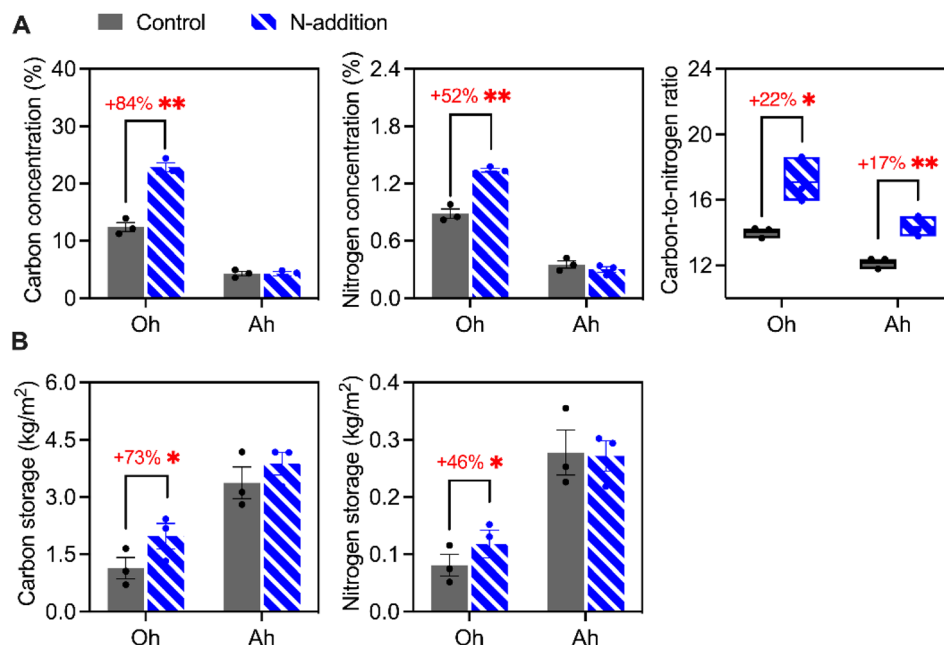 A
Control
N-addition
Carbon concentration (%)
40
30
20
10
0
+84% **
Oh
Ah
Nitrogen concentration (%)
2.4
1.8
1.2
0.6
0.0
+52% **
Oh
Ah
Carbon-to-nitrogen ratio
24
20
16
12
+22% *
+17% **
Oh
Ah
B
Carbon storage (kg/m²)
6.0
4.5
3.0
1.5
0.0
+73% *
Oh
Ah
Nitrogen storage (kg/m²)
0.4
0.3
0.2
0.1
0.0
+46% *
Oh
Ah